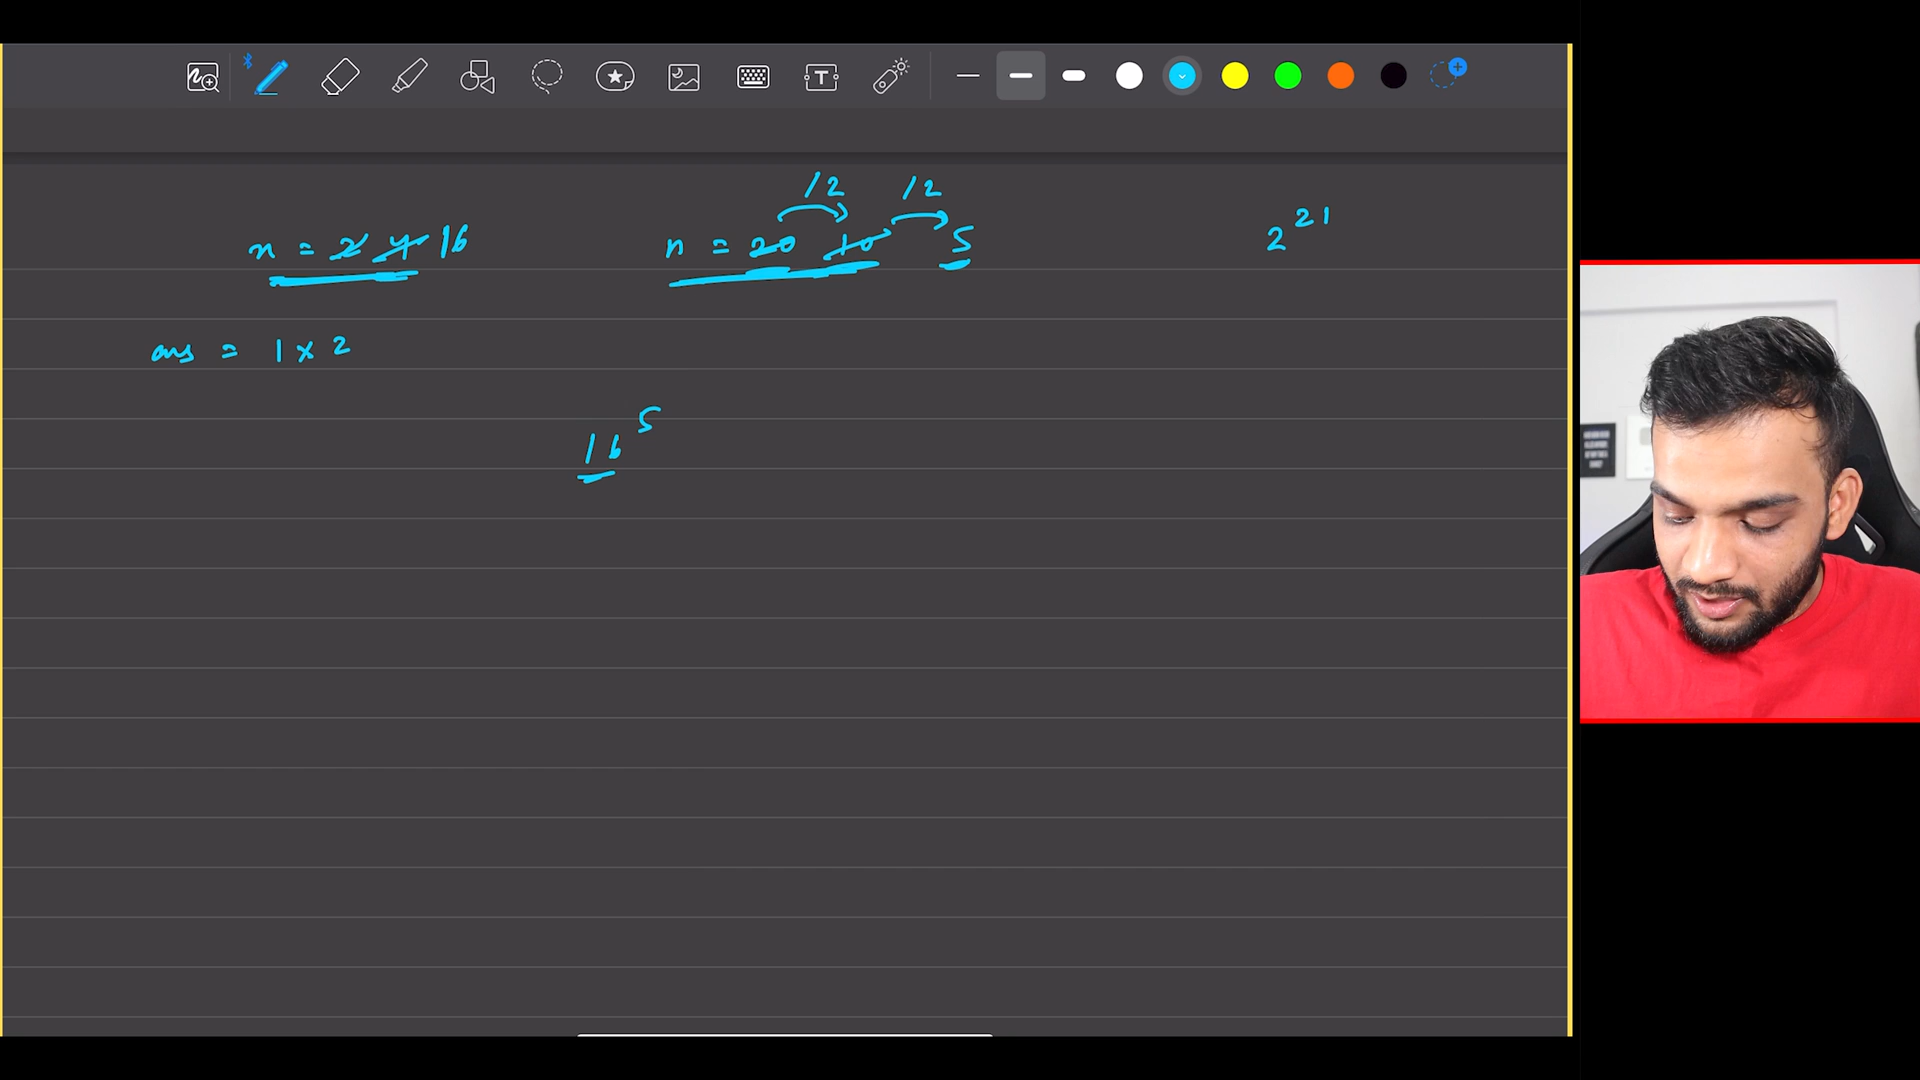 /2 /2
n = 2 4 16 n = 20 10 5 2^21
ans = 1 x 2
16^5
T